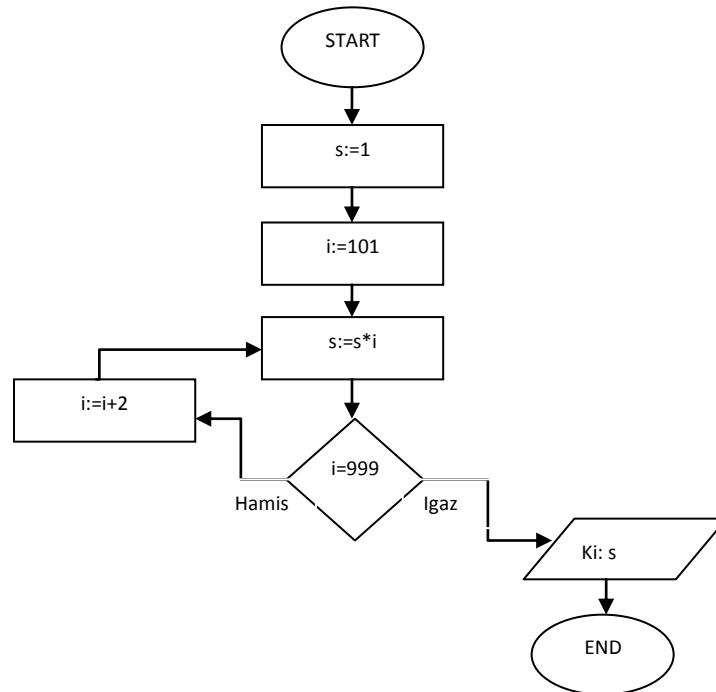 START
s:=1
i:=101
s:=s*i
i:=i+2
i=999
Hamis
Igaz
Ki: s
END